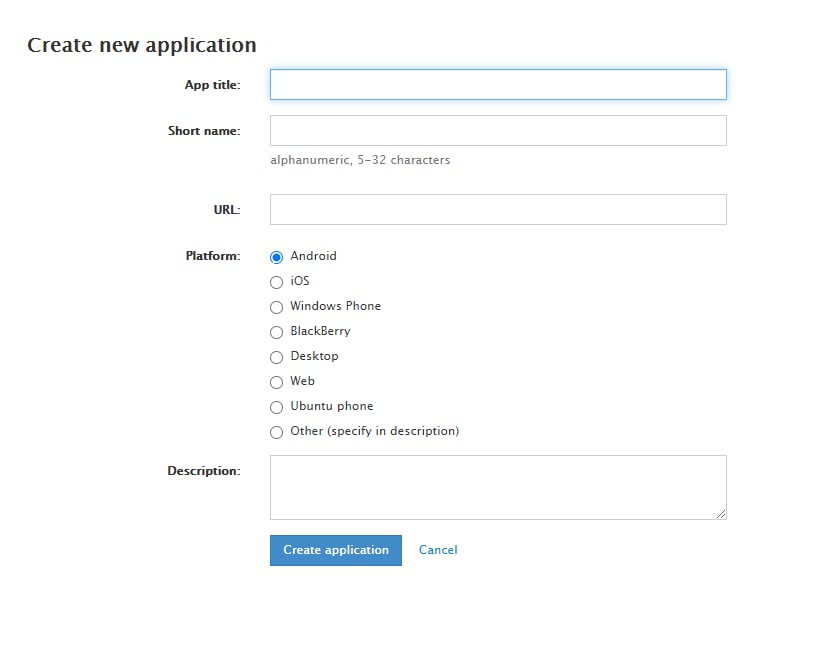 Create new application
App title:
Short name:
alphanumeric, 5-32 characters
URL:
Platform:
Android
iOS
Windows Phone
BlackBerry
Desktop
Web
Ubuntu phone
Other (specify in description)
Description:
Create application Cancel